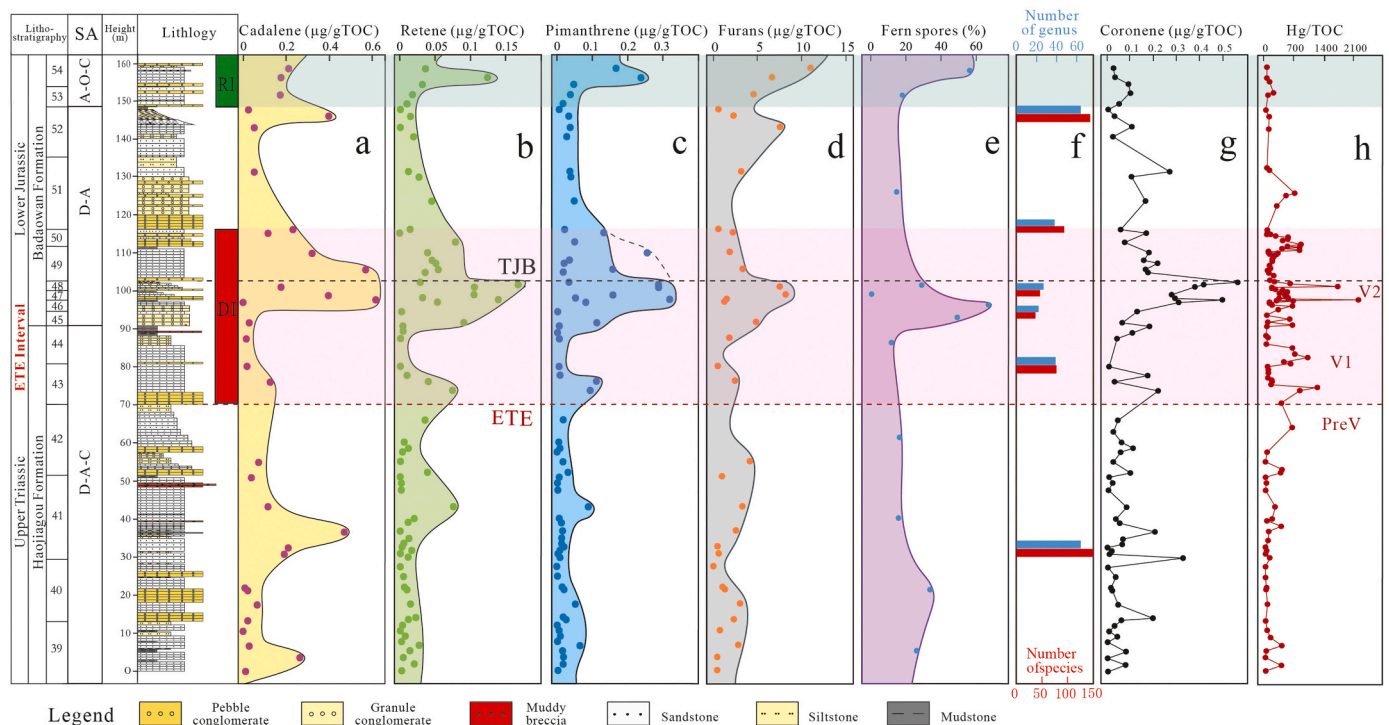 Litho-
stratigraphy
SA
Height
(m)
Lithlogy
Cadalene (µg/gTOC)
0 0.2 0.4 0.6
Retene (µg/gTOC)
0 0.05 0.10 0.15
Pimanthrene (µg/gTOC)
0 0.1 0.2 0.3
Furans (µg/gTOC)
0 5 10 15
Fern spores (%)
0 20 40 60 80
Number
of genus
0 20 40 60
Coronene (µg/gTOC)
0 0.1 0.2 0.3 0.4 0.5
Hg/TOC
0 700 1400 2100
Lower Jurassic
Badaowan Formation
ETE Interval
Upper Triassic
Haojiagou Formation
54
53
52
51
50
49
48
47
46
45
44
43
42
41
40
39
A-O-C
D-A
D-A-C
160
150
140
130
120
110
100
90
80
70
60
50
40
30
20
10
0
RI
DI
a
b
c
d
e
f
g
h
TJB
ETE
V2
V1
PreV
Number
ofspecies
0 50 100 150
Legend
Pebble
conglomerate
Granule
conglomerate
Muddy
breccia
Sandstone
Siltstone
Mudstone